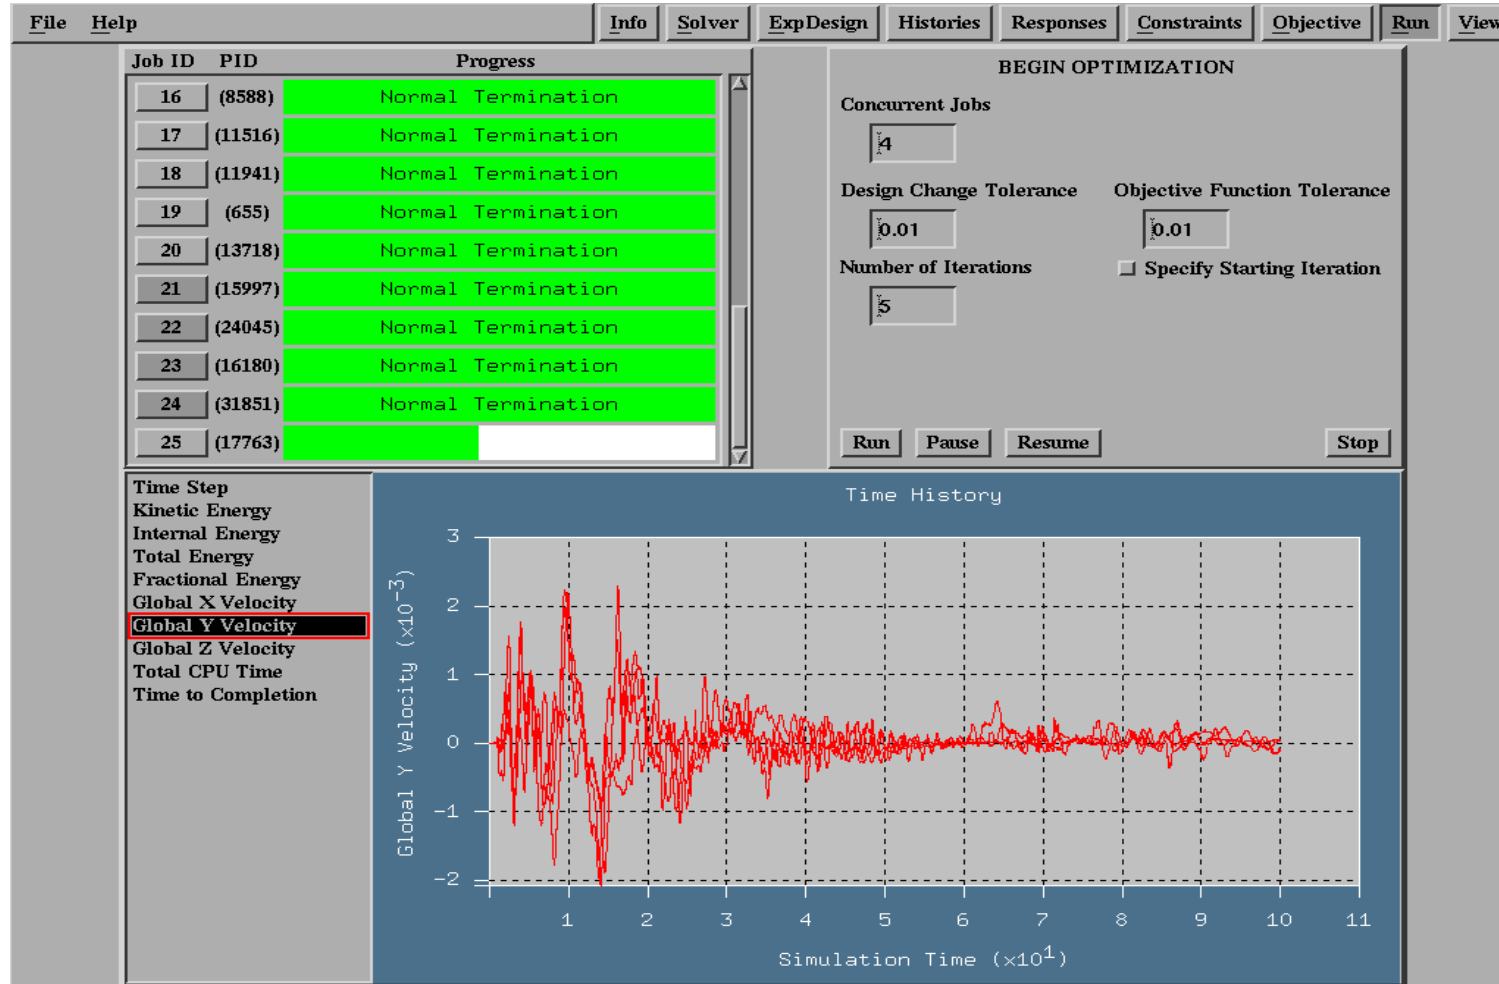 File Help Info Solver ExpDesign Histories Responses Constraints Objective Run View
Job ID PID Progress
16 (8588) Normal Termination
17 (11516) Normal Termination
18 (11941) Normal Termination
19 (655) Normal Termination
20 (13718) Normal Termination
21 (15997) Normal Termination
22 (24045) Normal Termination
23 (16180) Normal Termination
24 (31851) Normal Termination
25 (17763)
BEGIN OPTIMIZATION
Concurrent Jobs
4
Design Change Tolerance Objective Function Tolerance
0.01 0.01
Number of Iterations Specify Starting Iteration
5
Run Pause Resume Stop
Time Step
Kinetic Energy
Internal Energy
Total Energy
Fractional Energy
Global X Velocity
Global Y Velocity
Global Z Velocity
Total CPU Time
Time to Completion
Time History
Global Y Velocity (x10⁻³)
3
2
1
0
-1
-2
1 2 3 4 5 6 7 8 9 10 11
Simulation Time (x10¹)